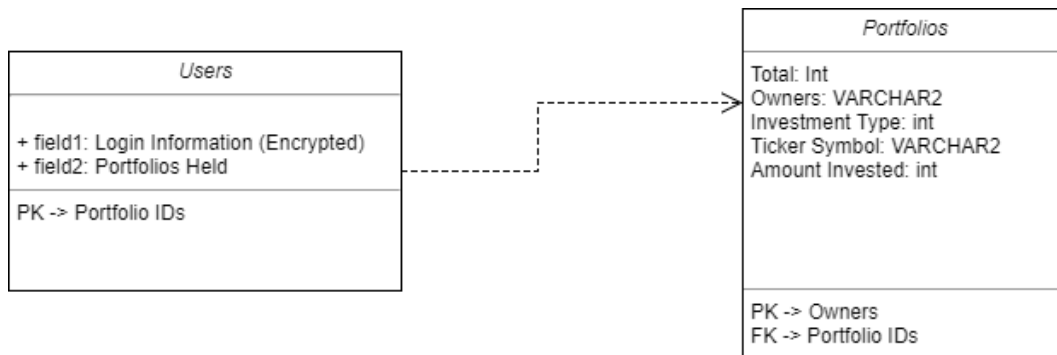 Users
+ field1: Login Information (Encrypted)
+ field2: Portfolios Held
PK -> Portfolio IDs
Portfolios
Total: Int
Owners: VARCHAR2
Investment Type: int
Ticker Symbol: VARCHAR2
Amount Invested: int
PK -> Owners
FK -> Portfolio IDs